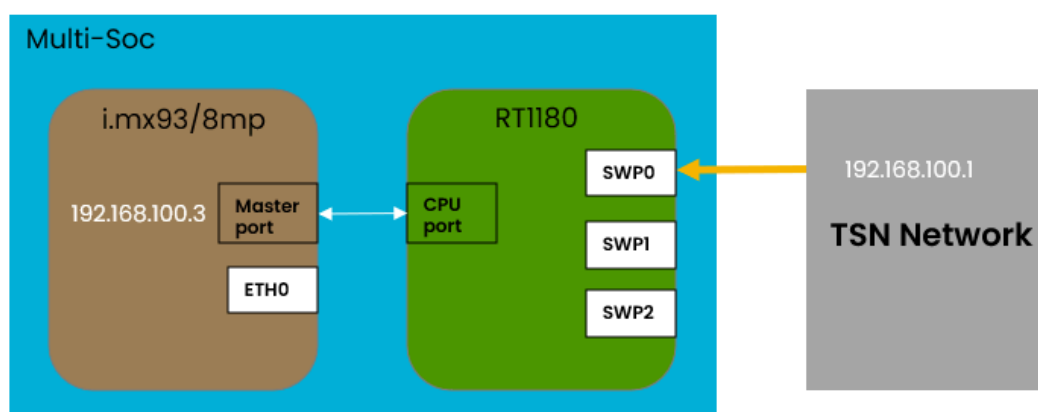 Multi-Soc
i.mx93/8mp
192.168.100.3
Master
port
ETH0
RT1180
CPU
port
SWP0
SWP1
SWP2
192.168.100.1
TSN Network